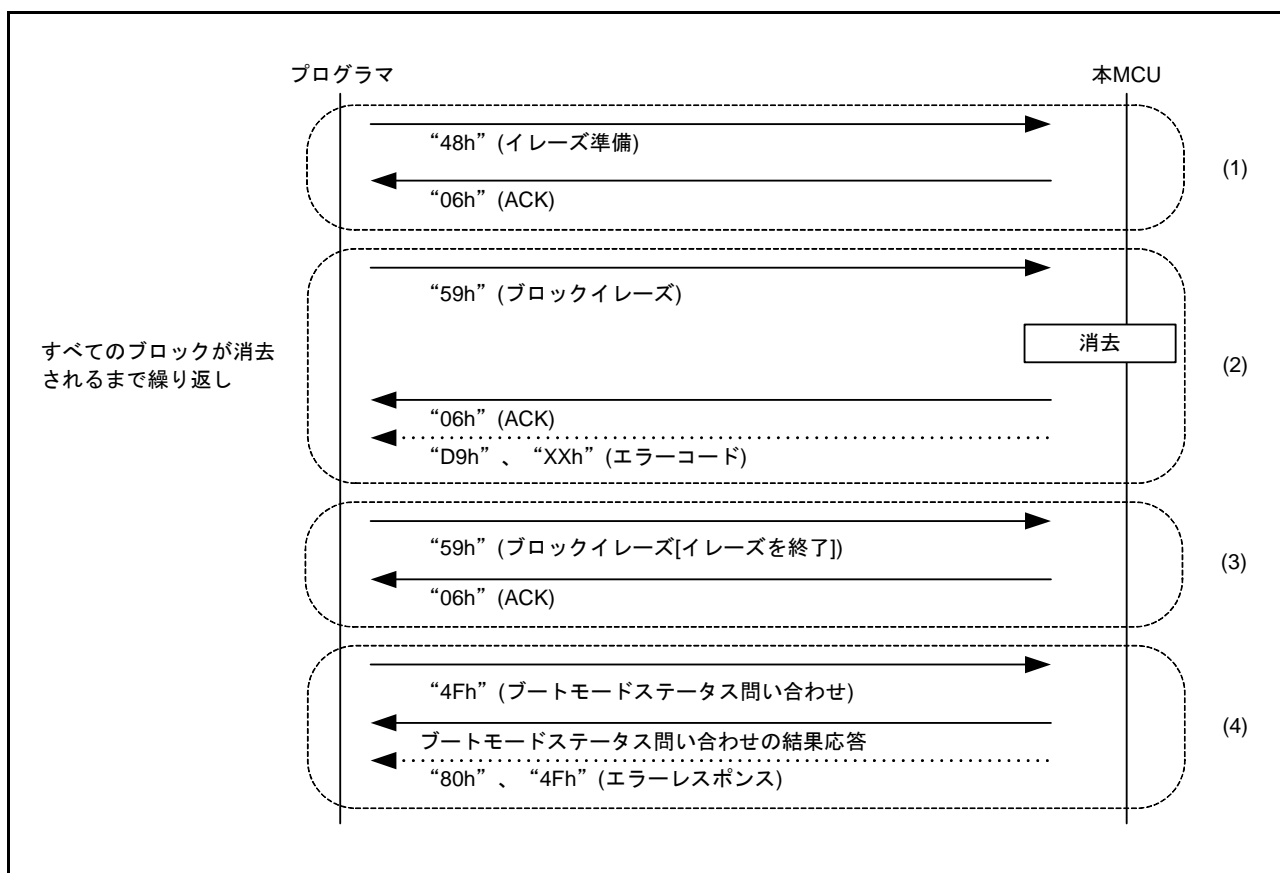 プログラマ
本MCU
“48h” (イレーズ準備)
“06h” (ACK)
(1)
“59h” (ブロックイレーズ)
消去
すべてのブロックが消去
されるまで繰り返し
(2)
“06h” (ACK)
“D9h” 、 “XXh” (エラーコード)
“59h” (ブロックイレーズ[イレーズを終了])
(3)
“06h” (ACK)
“4Fh” (ブートモードステータス問い合わせ)
(4)
ブートモードステータス問い合わせの結果応答
“80h” 、 “4Fh” (エラーレスポンス)